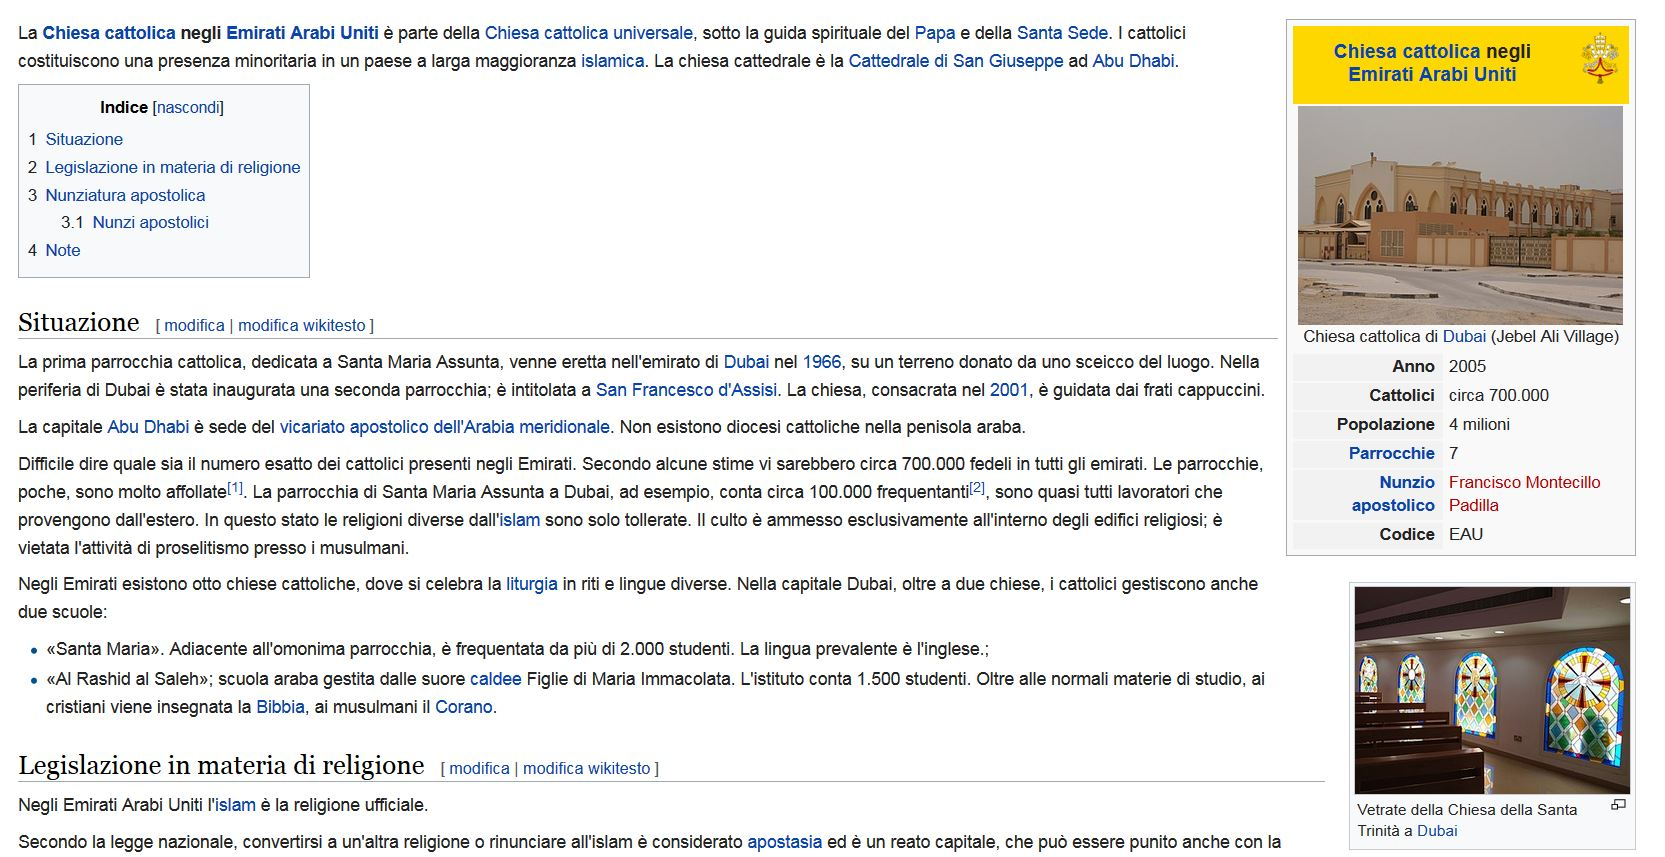 La Chiesa cattolica negli Emirati Arabi Uniti è parte della Chiesa cattolica universale, sotto la guida spirituale del Papa e della Santa Sede. I cattolici
costituiscono una presenza minoritaria in un paese a larga maggioranza islamica. La chiesa cattedrale è la Cattedrale di San Giuseppe ad Abu Dhabi.
Indice [nascondi]
1 Situazione
2 Legislazione in materia di religione
3 Nunziatura apostolica
3.1 Nunzi apostolici
4 Note
Situazione [ modifica | modifica wikitesto ]
La prima parrocchia cattolica, dedicata a Santa Maria Assunta, venne eretta nell'emirato di Dubai nel 1966, su un terreno donato da uno sceicco del luogo. Nella
periferia di Dubai è stata inaugurata una seconda parrocchia; è intitolata a San Francesco d'Assisi. La chiesa, consacrata nel 2001, è guidata dai frati cappuccini.
La capitale Abu Dhabi è sede del vicariato apostolico dell'Arabia meridionale. Non esistono diocesi cattoliche nella penisola araba.
Difficile dire quale sia il numero esatto dei cattolici presenti negli Emirati. Secondo alcune stime vi sarebbero circa 700.000 fedeli in tutti gli emirati. Le parrocchie,
poche, sono molto affollate[1]. La parrocchia di Santa Maria Assunta a Dubai, ad esempio, conta circa 100.000 frequentanti[2], sono quasi tutti lavoratori che
provengono dall'estero. In questo stato le religioni diverse dall'islam sono solo tollerate. Il culto è ammesso esclusivamente all'interno degli edifici religiosi; è
vietata l'attività di proselitismo presso i musulmani.
Negli Emirati esistono otto chiese cattoliche, dove si celebra la liturgia in riti e lingue diverse. Nella capitale Dubai, oltre a due chiese, i cattolici gestiscono anche
due scuole:
• «Santa Maria». Adiacente all'omonima parrocchia, è frequentata da più di 2.000 studenti. La lingua prevalente è l'inglese.;
• «Al Rashid al Saleh»; scuola araba gestita dalle suore caldee Figlie di Maria Immacolata. L'istituto conta 1.500 studenti. Oltre alle normali materie di studio, ai
cristiani viene insegnata la Bibbia, ai musulmani il Corano.
Legislazione in materia di religione [ modifica | modifica wikitesto ]
Negli Emirati Arabi Uniti l'islam è la religione ufficiale.
Secondo la legge nazionale, convertirsi a un'altra religione o rinunciare all'islam è considerato apostasia ed è un reato capitale, che può essere punito anche con la
Chiesa cattolica negli
Emirati Arabi Uniti
Chiesa cattolica di Dubai (Jebel Ali Village)
Anno 2005
Cattolici circa 700.000
Popolazione 4 milioni
Parrocchie 7
Nunzio apostolico Francisco Montecillo Padilla
Codice EAU
Vetrate della Chiesa della Santa
Trinità a Dubai